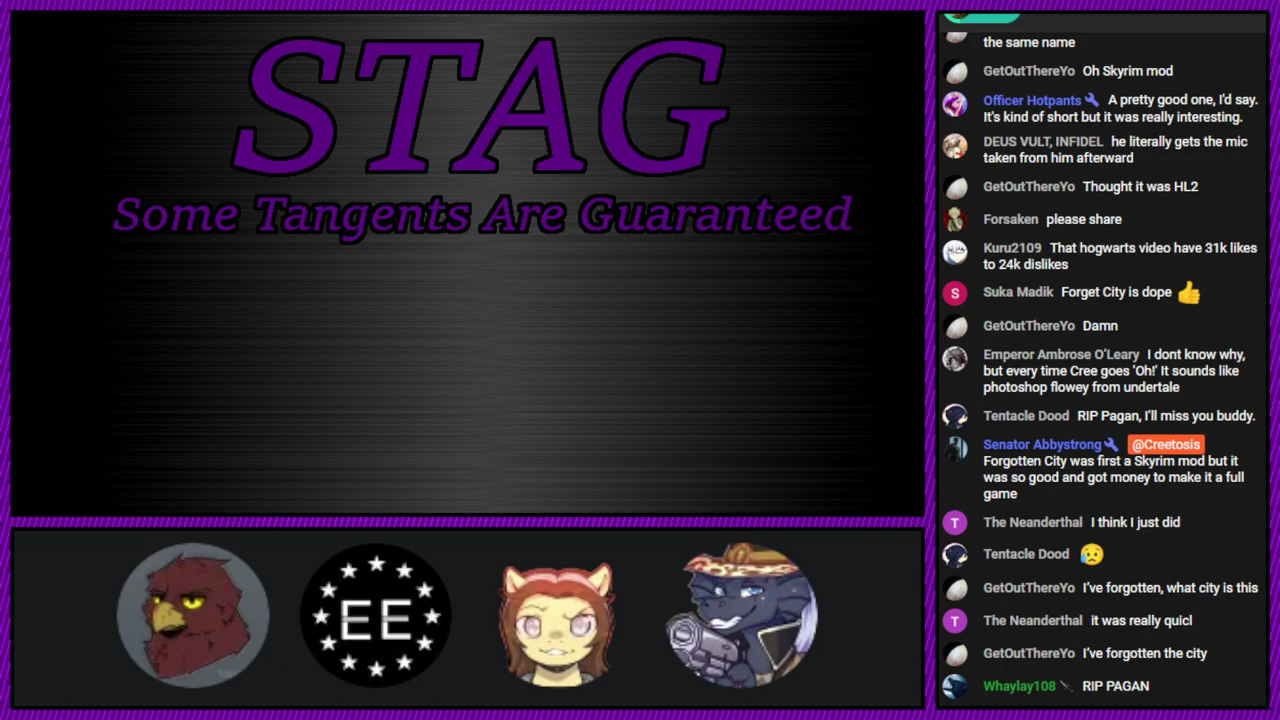 STAG
Some Tangents Are Guaranteed
EE
the same name
GetOutThereYo Oh Skyrim mod
Officer Hotpants A pretty good one, I'd say.
It's kind of short but it was really interesting.
DEUS VULT, INFIDEL he literally gets the mic
taken from him afterward
GetOutThereYo Thought it was HL2
Forsaken please share
Kuru2109 That hogwarts video have 31k likes
to 24k dislikes
S
Suka Madik Forget City is dope 👍
GetOutThereYo Damn
Emperor Ambrose O'Leary I dont know why,
but every time Cree goes 'Oh!' It sounds like
photoshop flowey from undertale
Tentacle Dood RIP Pagan, I'll miss you buddy.
Senator Abbystrong @Creetosis
Forgotten City was first a Skyrim mod but it
was so good and got money to make it a full
game
T
The Neanderthal I think I just did
Tentacle Dood 😥
GetOutThereYo I've forgotten, what city is this
T
The Neanderthal it was really quicl
GetOutThereYo I've forgotten the city
Whaylay108 RIP PAGAN